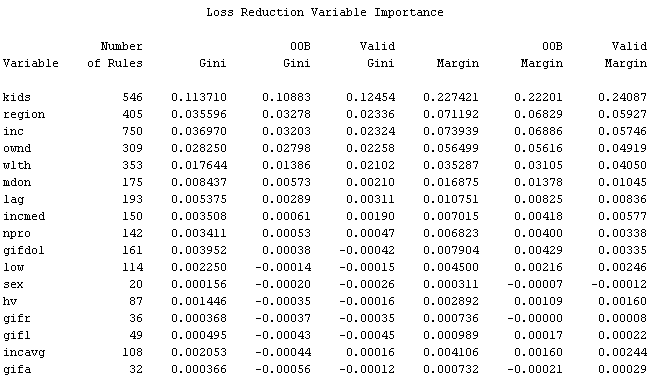 Loss Reduction Variable Importance
Number OOB Valid OOB Valid
Variable of Rules Gini Gini Gini Margin Margin Margin
kids 546 0.113710 0.10883 0.12454 0.227421 0.22201 0.24087
region 405 0.035596 0.03278 0.02336 0.071192 0.06829 0.05927
inc 750 0.036970 0.03203 0.02324 0.073939 0.06886 0.05746
ownd 309 0.028250 0.02798 0.02258 0.056499 0.05616 0.04919
wlth 353 0.017644 0.01386 0.02102 0.035287 0.03105 0.04050
mdon 175 0.008437 0.00573 0.00210 0.016875 0.01378 0.01045
lag 193 0.005375 0.00289 0.00311 0.010751 0.00825 0.00836
incmed 150 0.003508 0.00061 0.00190 0.007015 0.00418 0.00577
npro 142 0.003411 0.00053 0.00047 0.006823 0.00400 0.00338
gifdol 161 0.003952 0.00038 -0.00042 0.007904 0.00429 0.00335
low 114 0.002250 -0.00014 -0.00015 0.004500 0.00216 0.00246
sex 20 0.000156 -0.00020 -0.00026 0.000311 -0.00007 -0.00012
hv 87 0.001446 -0.00035 -0.00016 0.002892 0.00109 0.00160
gifr 36 0.000368 -0.00037 -0.00035 0.000736 -0.00000 0.00008
gifl 49 0.000495 -0.00043 -0.00045 0.000989 0.00017 0.00022
incavg 108 0.002053 -0.00044 0.00016 0.004106 0.00160 0.00244
gifa 32 0.000366 -0.00056 -0.00012 0.000732 -0.00021 0.00029